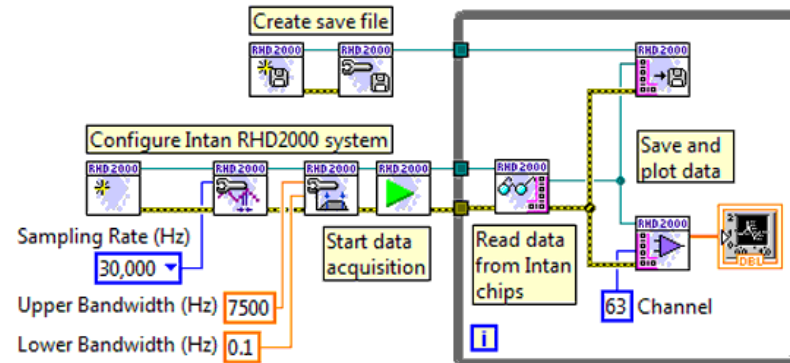 Create save file
RHD2000 RHD2000 RHD2000
Configure Intan RHD2000 system
RHD2000 RHD2000 RHD2000 RHD2000 RHD2000
Save and
plot data
Sampling Rate (Hz)
30,000
Start data
acquisition
Read data
from Intan
chips
RHD2000
DBL
Upper Bandwidth (Hz) 7500
63 Channel
Lower Bandwidth (Hz) 0.1
i